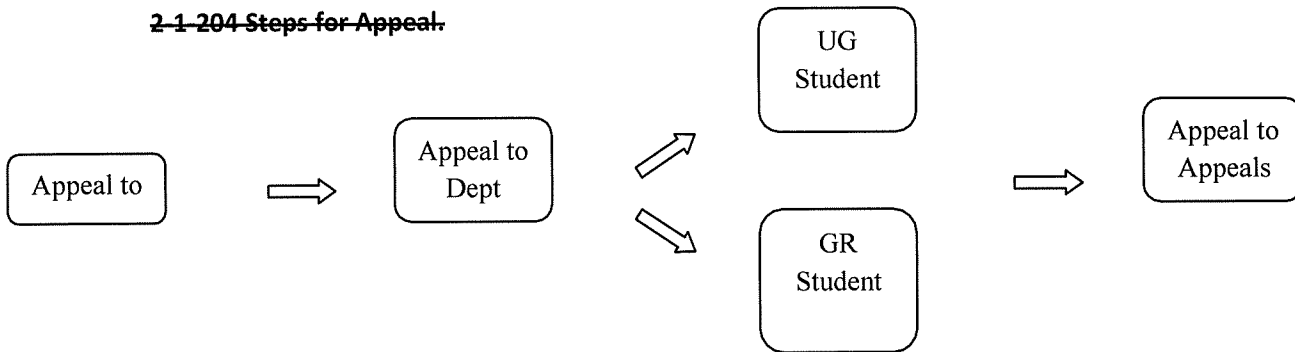 2-1-204 Steps for Appeal.
Appeal to
Appeal to
Dept
UG
Student
GR
Student
Appeal to
Appeals